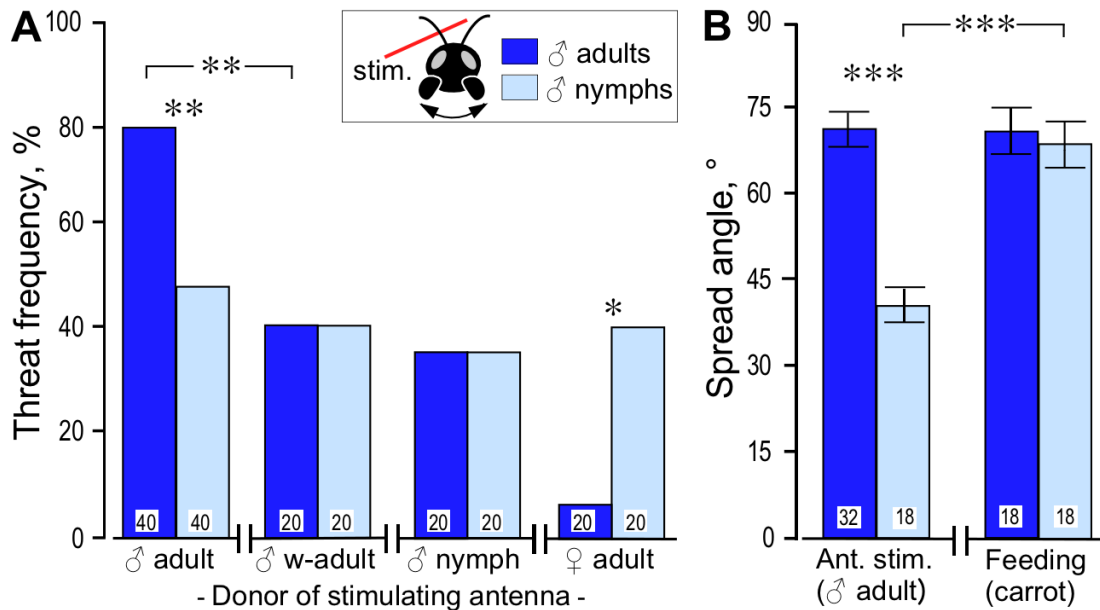 A
B
Threat frequency, %
100
80
60
40
20
0
stim.
♂ adults
♂ nymphs
**
**
*
40
40
20
20
20
20
20
20
♂ adult
♂ w-adult
♂ nymph
♀ adult
- Donor of stimulating antenna -
Spread angle, °
90
75
60
45
30
15
0
***
***
32
18
18
18
Ant. stim.
(♂ adult)
Feeding
(carrot)